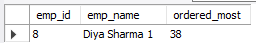 emp_id emp_name ordered_most
8 Diya Sharma 1 38